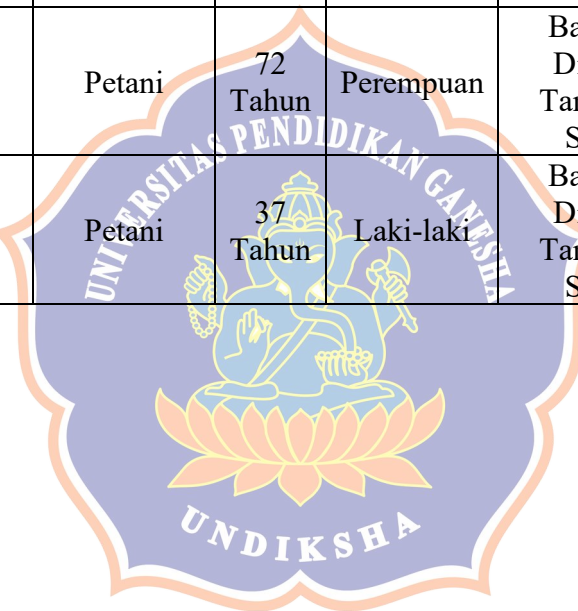 Petani
72
Tahun
Perempuan
Petani
37
Tahun
Laki-laki
UNIVERSITAS PENDIDIKAN GANESHA
UNDIKSHA